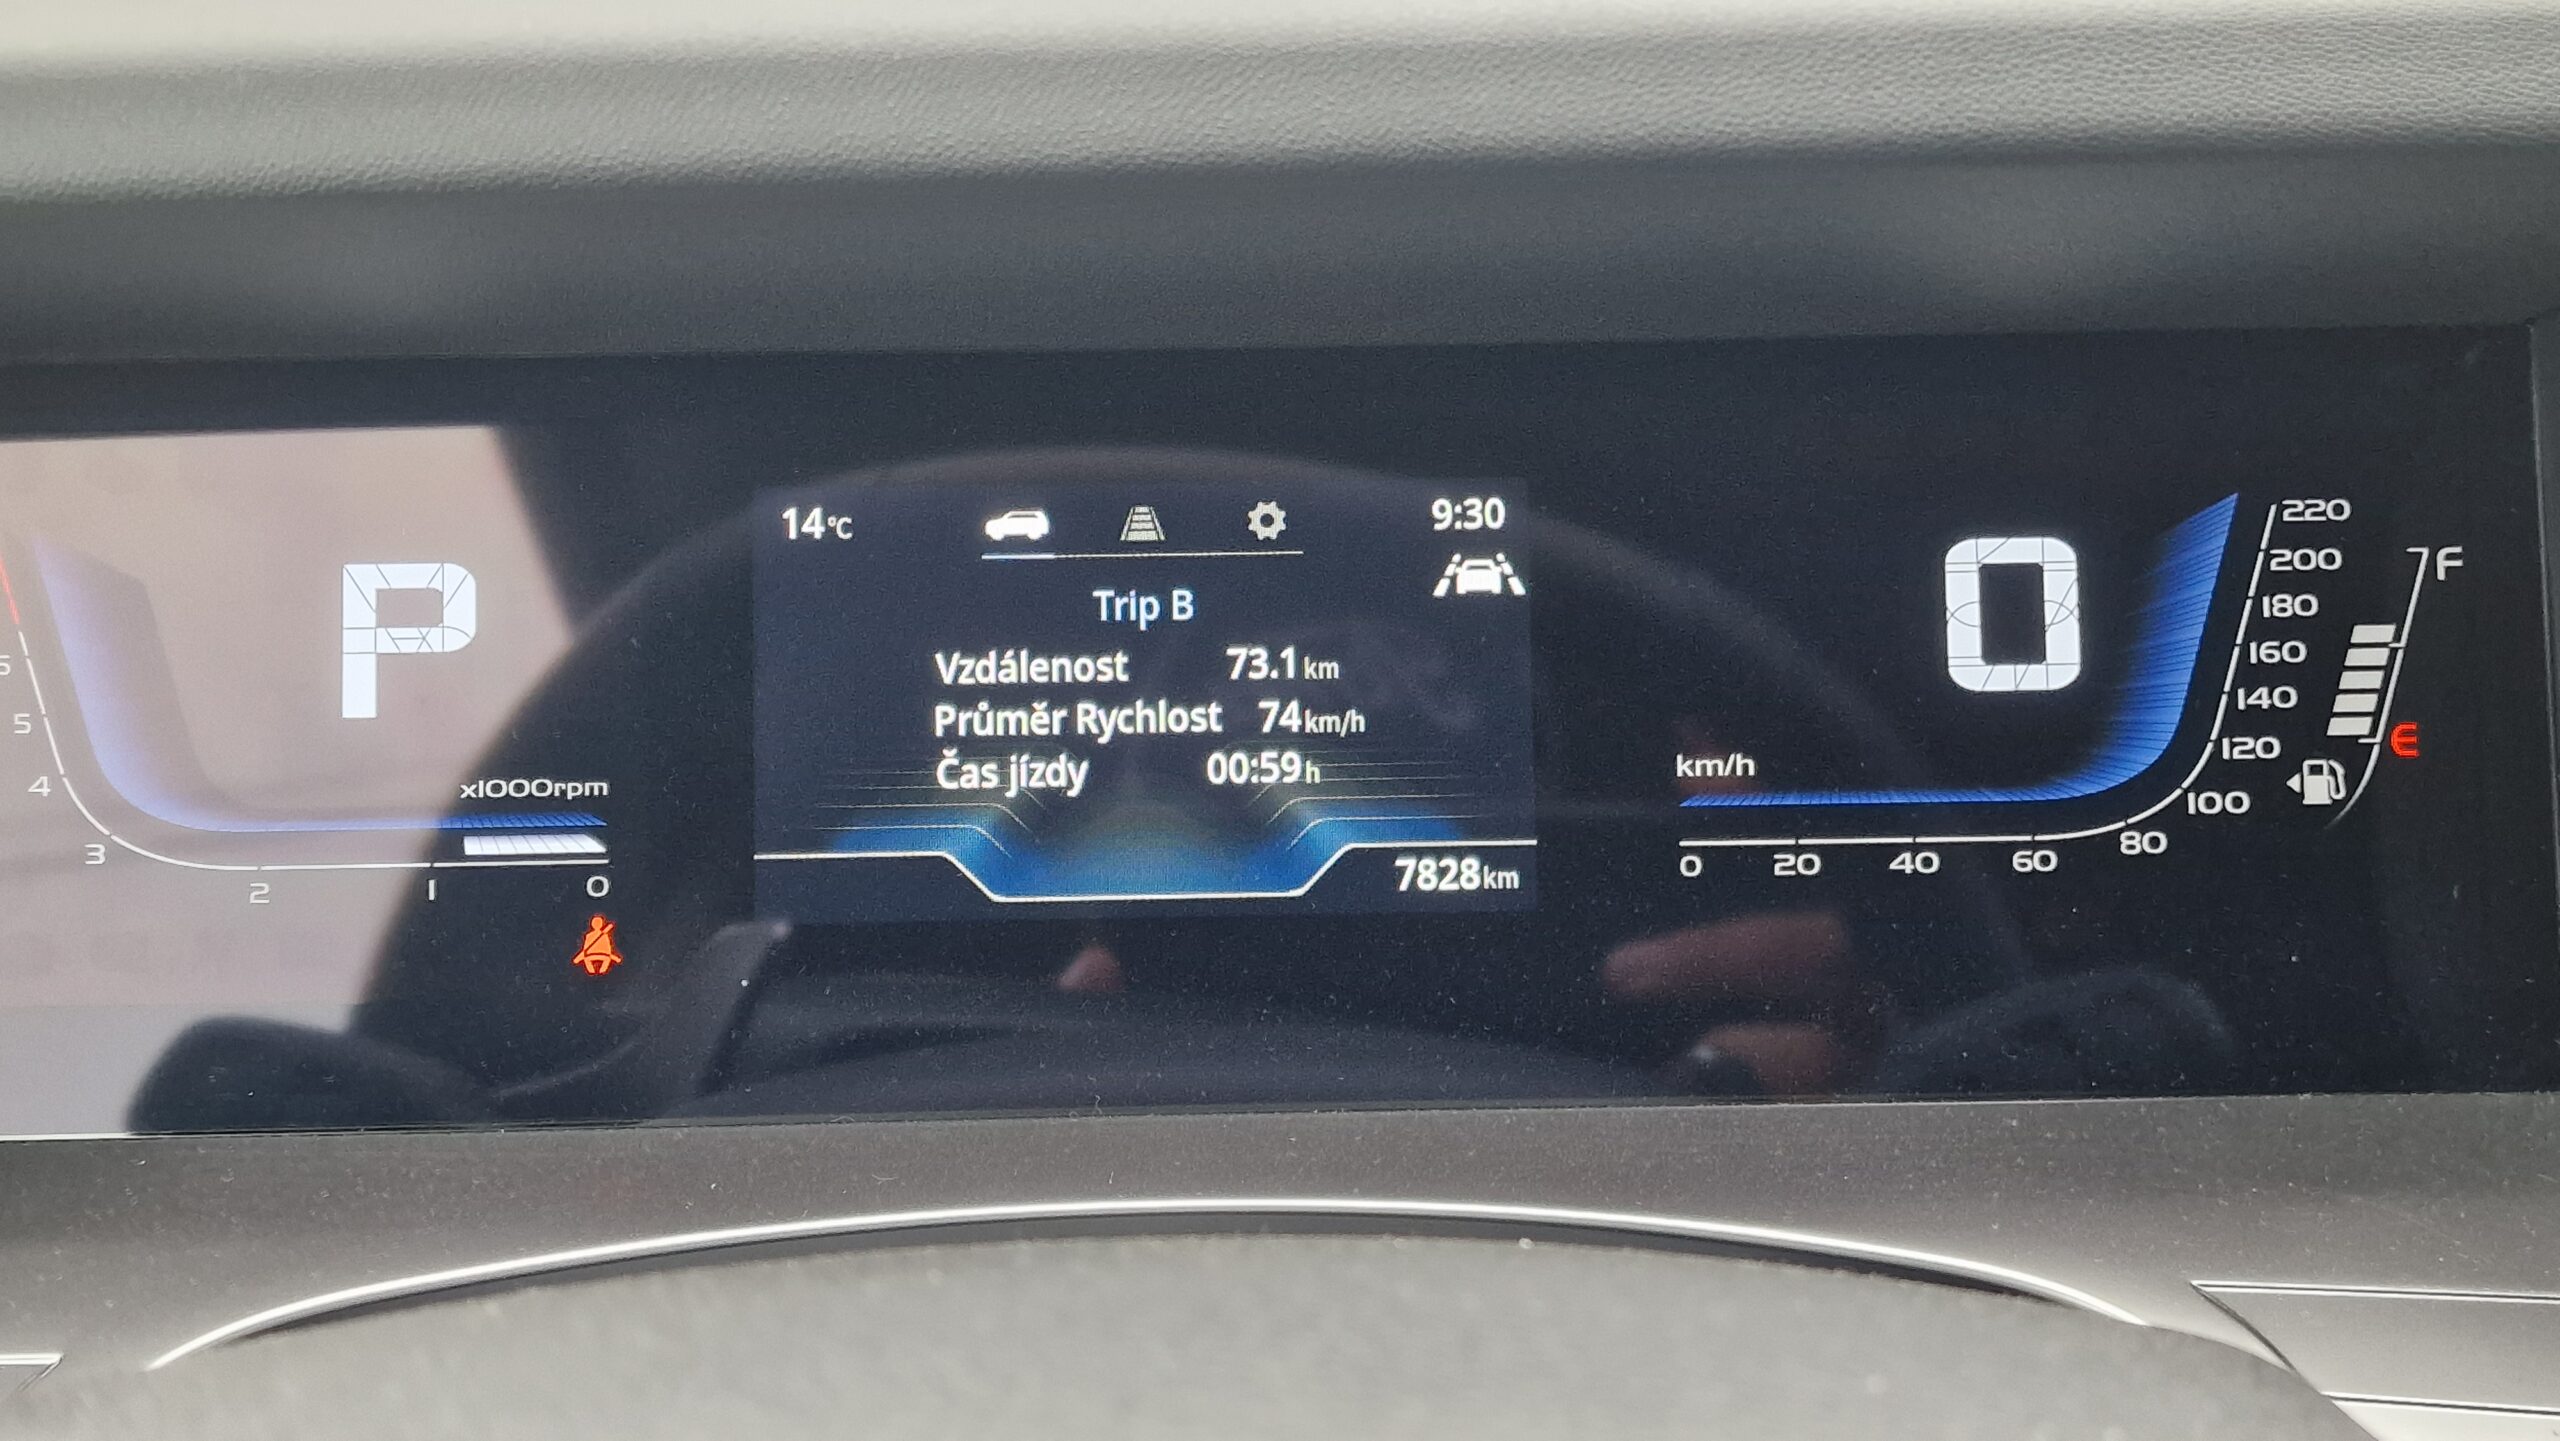 14°C
9:30
Trip B
Vzdálenost 73.1 km
Průměr Rychlost 74 km/h
Čas jízdy 00:59 h
7828 km
P
x1000rpm
5
4
3
2
1
0
0
km/h
0
20
40
60
80
100
120
140
160
180
200
220
F
E